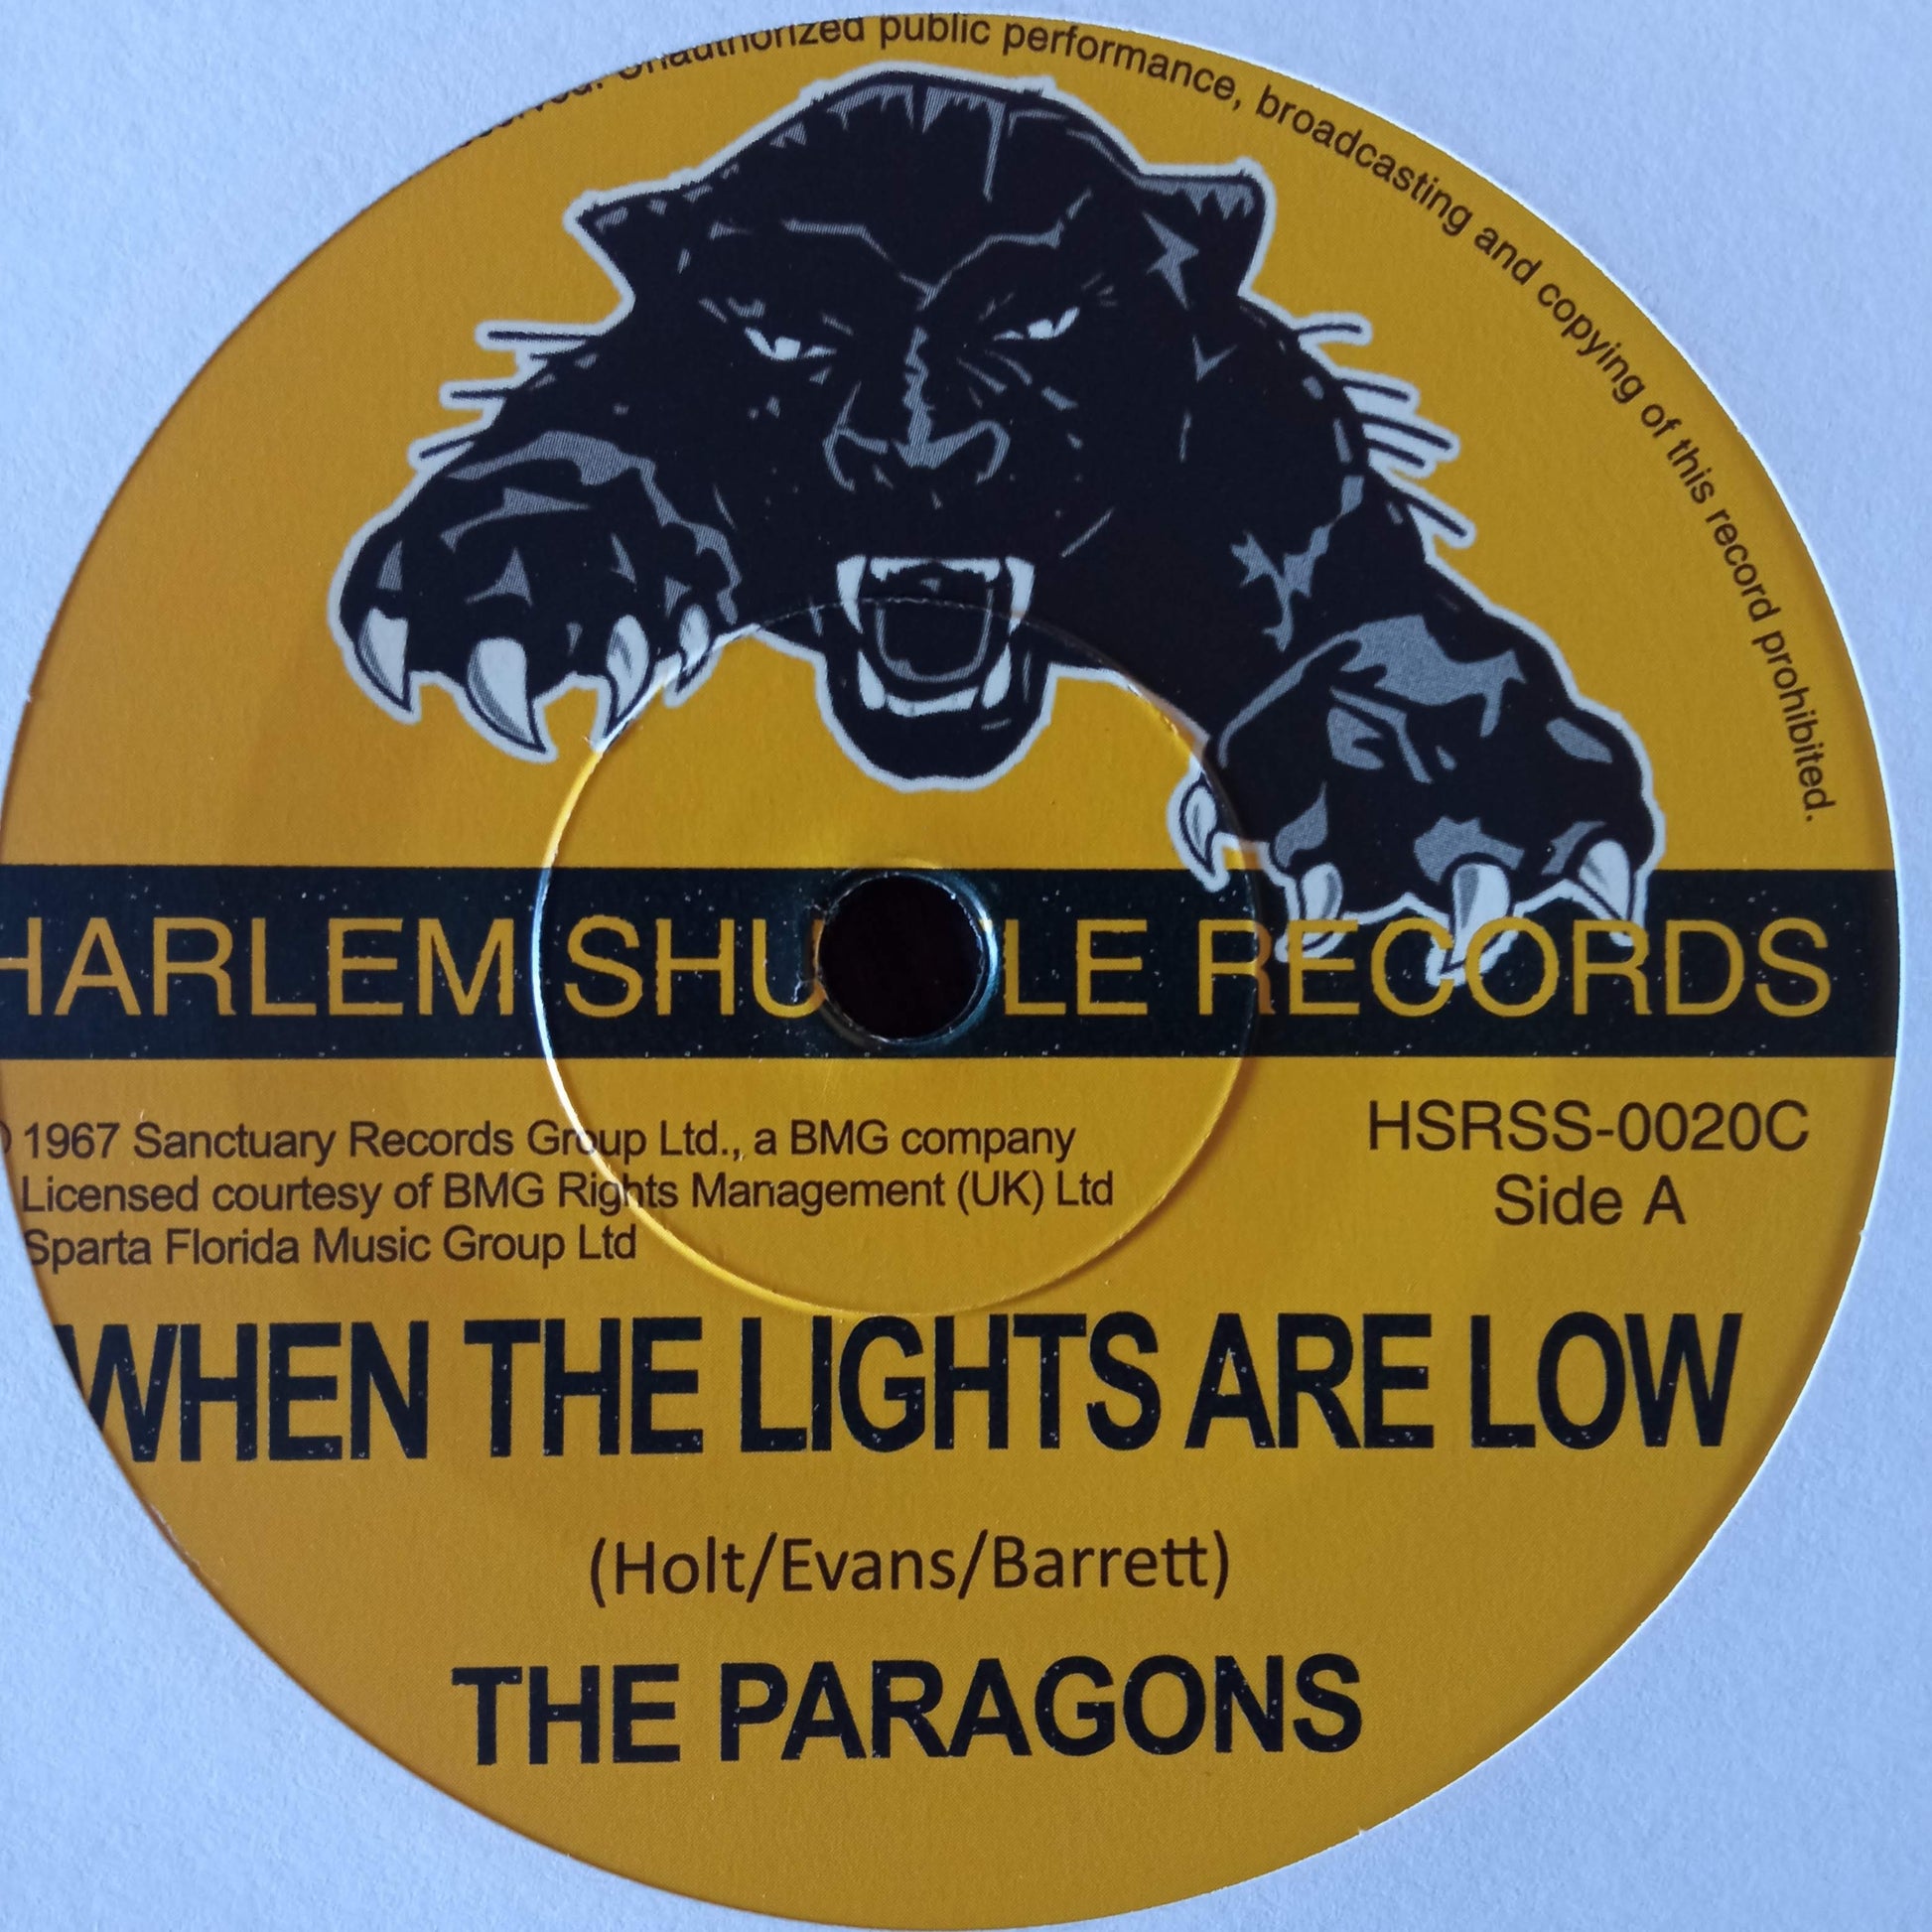 Unauthorized public performance, broadcasting and copying of this record prohibited.
HARLEM SHU LE RECORDS
1967 Sanctuary Records Group Ltd., a BMG company
Licensed courtesy of BMG Rights Management (UK) Ltd
Sparta Florida Music Group Ltd
HSRSS-0020C
Side A
WHEN THE LIGHTS ARE LOW
(Holt/Evans/Barrett)
THE PARAGONS